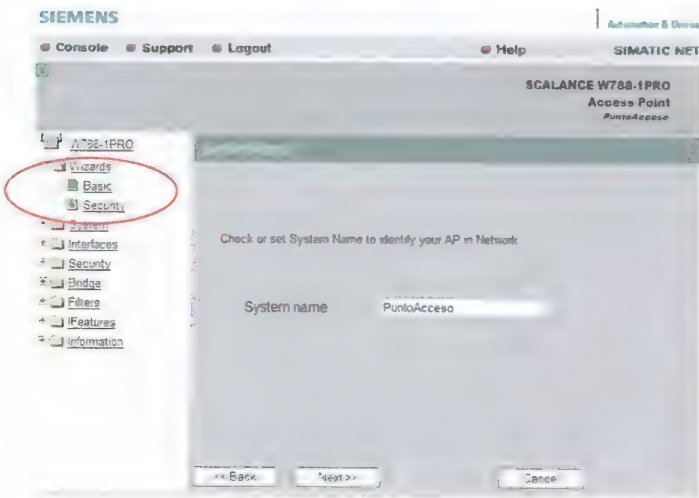 SIEMENS
Automation &
Console Support Logout Help SIMATIC NET
SCALANCE W788-1PRO
Access Point
PuntoAcceso
W788-1PRO
Wizards
Basic
Security
System
Interfaces
Security
Bridge
Filters
IFeatures
Information
Check or set System Name to identify your AP in Network
System name PuntoAcceso
<< Back Next >> Cancel